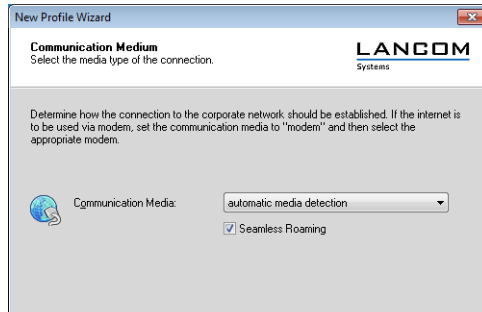 New Profile Wizard
Communication Medium
Select the media type of the connection.
LANCOM
Systems
Determine how the connection to the corporate network should be established. If the internet is
to be used via modem, set the communication media to "modem" and then select the
appropriate modem.
Communication Media:
automatic media detection
Seamless Roaming